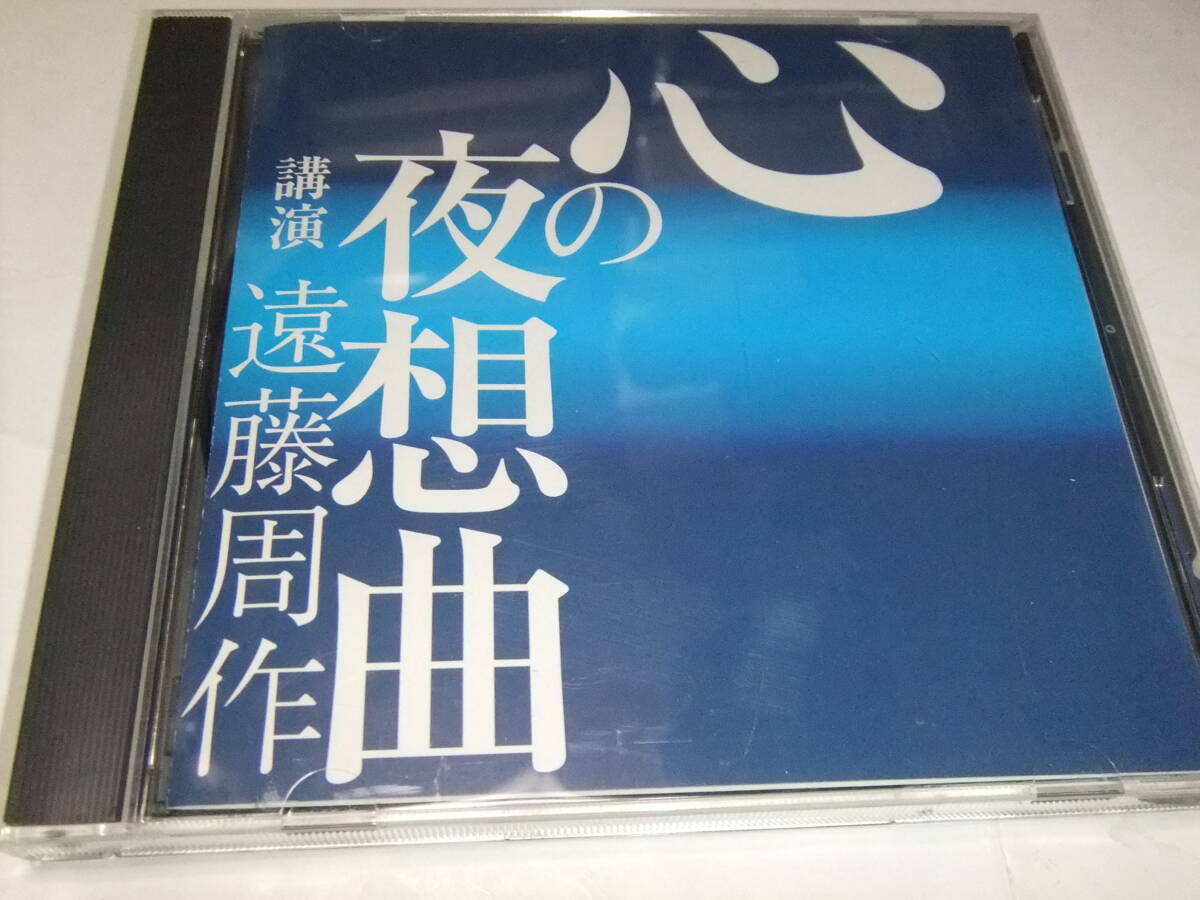 心の
夜想曲
講演 遠藤周作